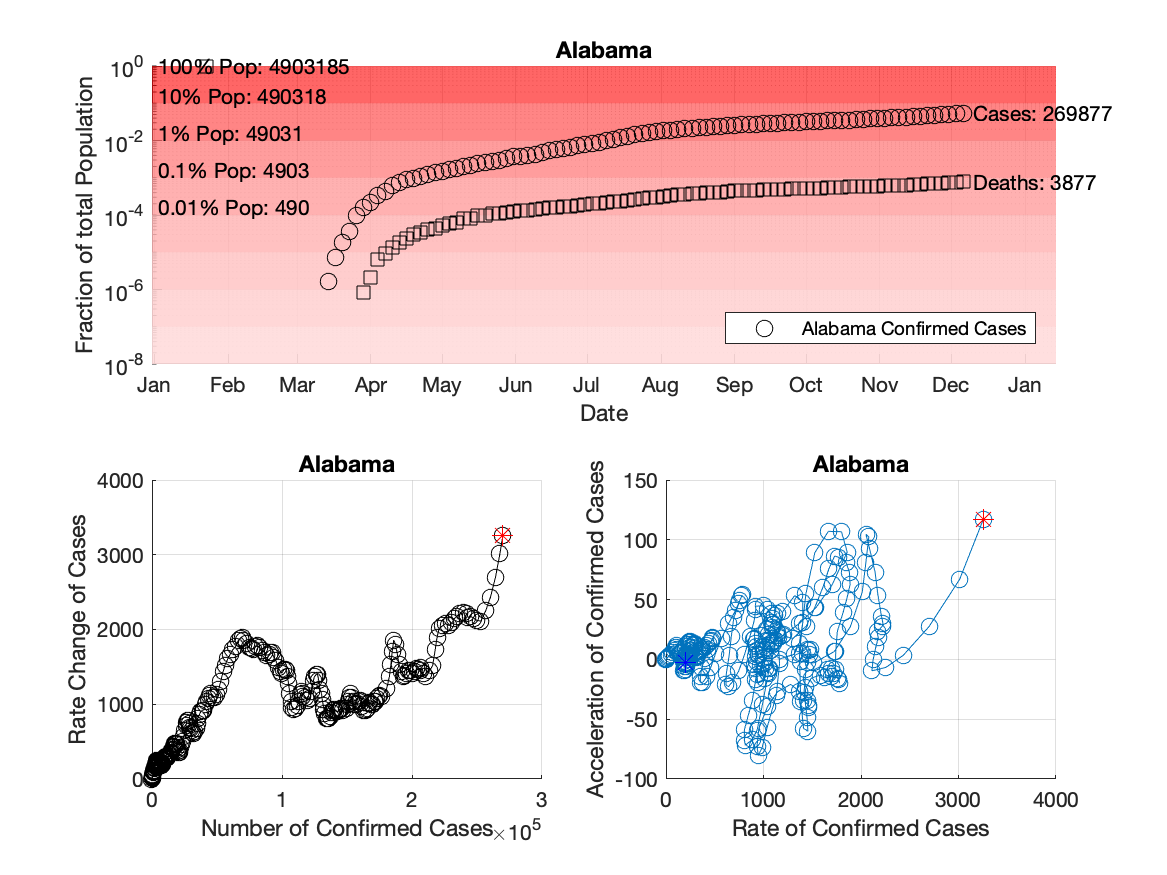 Alabama
Fraction of total Population
10^0
10^-2
10^-4
10^-6
10^-8
100% Pop: 4903185
10% Pop: 490318
1% Pop: 49031
0.1% Pop: 4903
0.01% Pop: 490
Cases: 269877
Deaths: 3877
Alabama Confirmed Cases
Jan Feb Mar Apr May Jun Jul Aug Sep Oct Nov Dec Jan
Date
Alabama
Rate Change of Cases
4000
3000
2000
1000
0
0 1 2 3
Number of Confirmed Cases ×10^5
Alabama
Acceleration of Confirmed Cases
150
100
50
0
-50
-100
0 1000 2000 3000 4000
Rate of Confirmed Cases